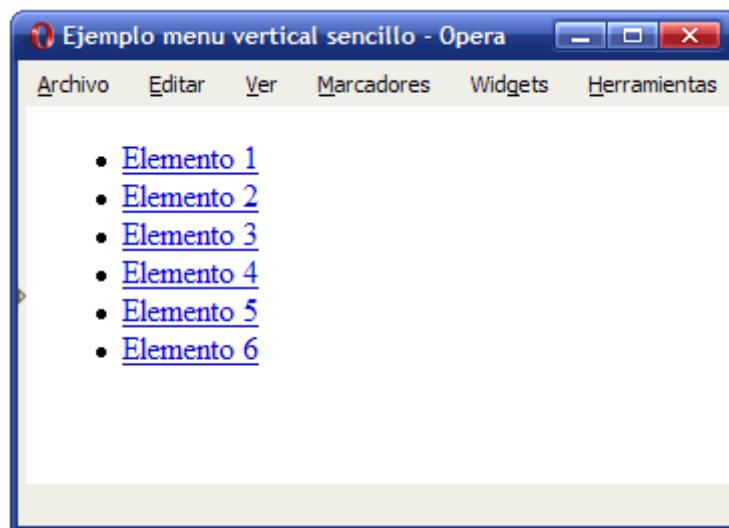 Ejemplo menu vertical sencillo - Opera
Archivo Editar Ver Marcadores Widgets Herramientas
Elemento 1
Elemento 2
Elemento 3
Elemento 4
Elemento 5
Elemento 6